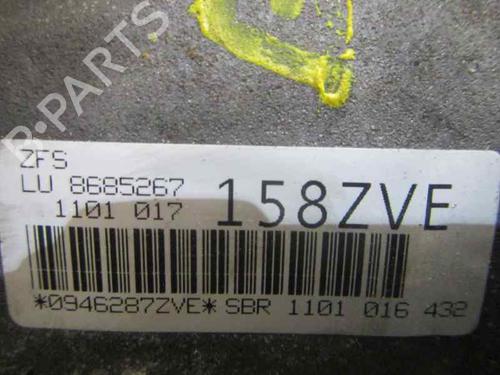 B-PARTS
ZFS
LU 8685267
1101 017
158ZVE
*0946287ZVE* SBR 1101 016 432